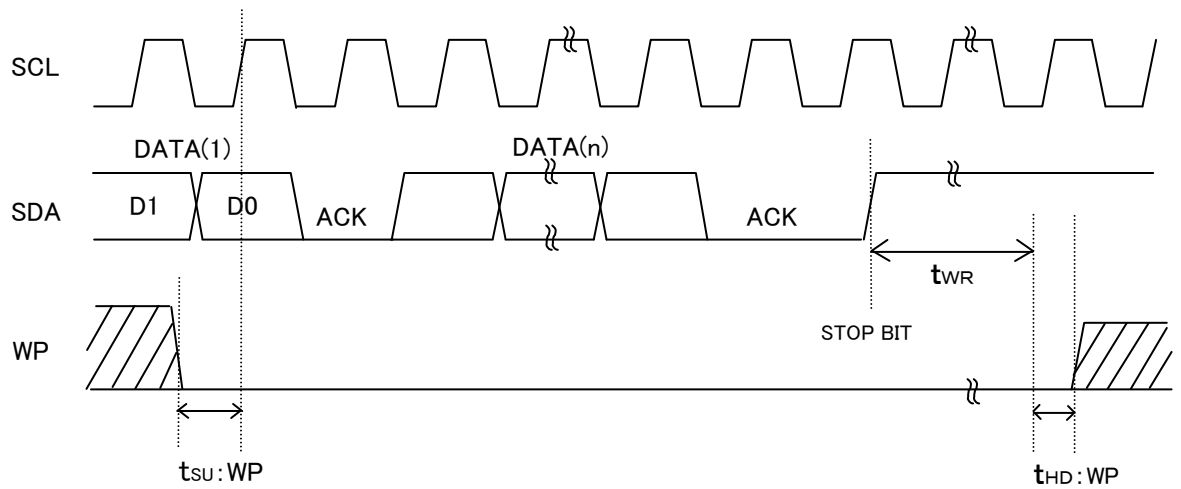 SCL
DATA(1)
DATA(n)
SDA
D1
D0
ACK
ACK
tWR
STOP BIT
WP
tSU:WP
tHD:WP